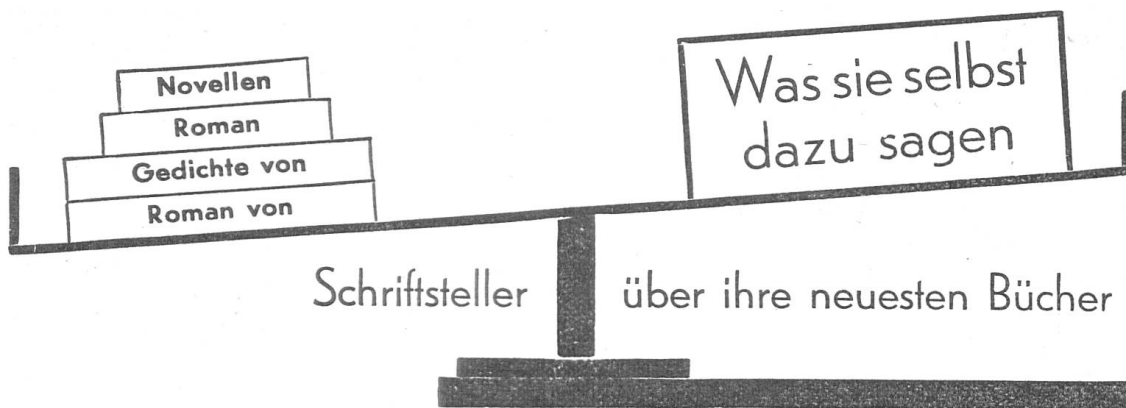 Novellen
Roman
Gedichte von
Roman von
Was sie selbst
dazu sagen
Schriftsteller über ihre neuesten Bücher